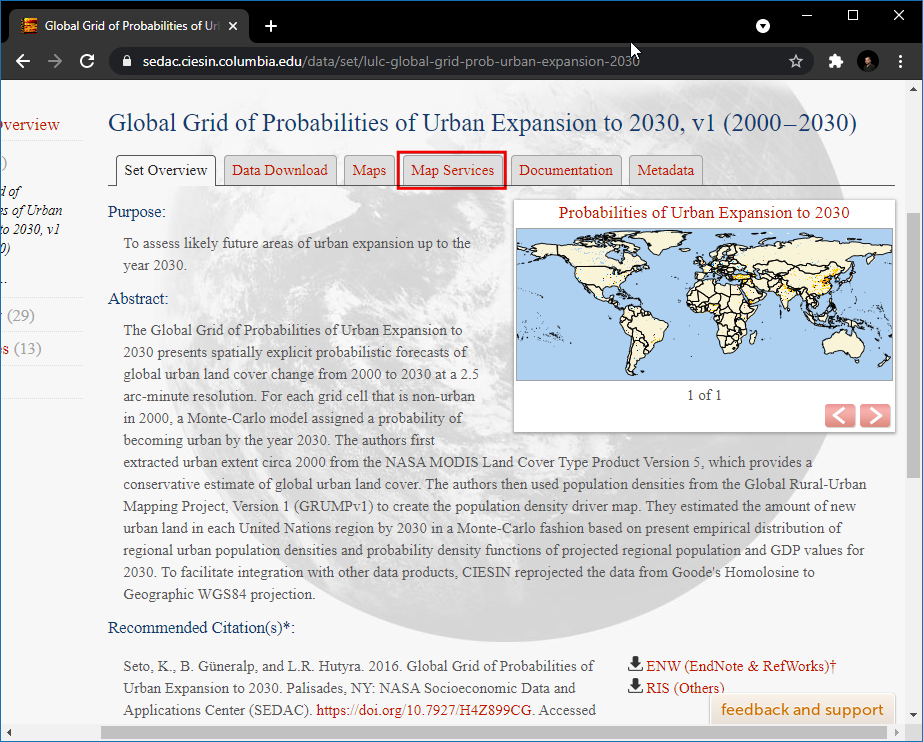 Global Grid of Probabilities of Ur
sedac.ciesin.columbia.edu/data/set/lulc-global-grid-prob-urban-expansion-2030
verview
Global Grid of Probabilities of Urban Expansion to 2030, v1 (2000–2030)
)
d of
s of Urban
to 2030, v1
0)
..
(29)
s (13)
Set Overview
Data Download
Maps
Map Services
Documentation
Metadata
Purpose:
To assess likely future areas of urban expansion up to the
year 2030.
Probabilities of Urban Expansion to 2030
1 of 1
Abstract:
The Global Grid of Probabilities of Urban Expansion to
2030 presents spatially explicit probabilistic forecasts of
global urban land cover change from 2000 to 2030 at a 2.5
arc-minute resolution. For each grid cell that is non-urban
in 2000, a Monte-Carlo model assigned a probability of
becoming urban by the year 2030. The authors first
extracted urban extent circa 2000 from the NASA MODIS Land Cover Type Product Version 5, which provides a
conservative estimate of global urban land cover. The authors then used population densities from the Global Rural-Urban
Mapping Project, Version 1 (GRUMPv1) to create the population density driver map. They estimated the amount of new
urban land in each United Nations region by 2030 in a Monte-Carlo fashion based on present empirical distribution of
regional urban population densities and probability density functions of projected regional population and GDP values for
2030. To facilitate integration with other data products, CIESIN reprojected the data from Goode's Homolosine to
Geographic WGS84 projection.
Recommended Citation(s)*:
Seto, K., B. Güneralp, and L.R. Hutyra. 2016. Global Grid of Probabilities of
Urban Expansion to 2030. Palisades, NY: NASA Socioeconomic Data and
Applications Center (SEDAC). https://doi.org/10.7927/H4Z899CG. Accessed
ENW (EndNote & RefWorks)†
RIS (Others)
feedback and support